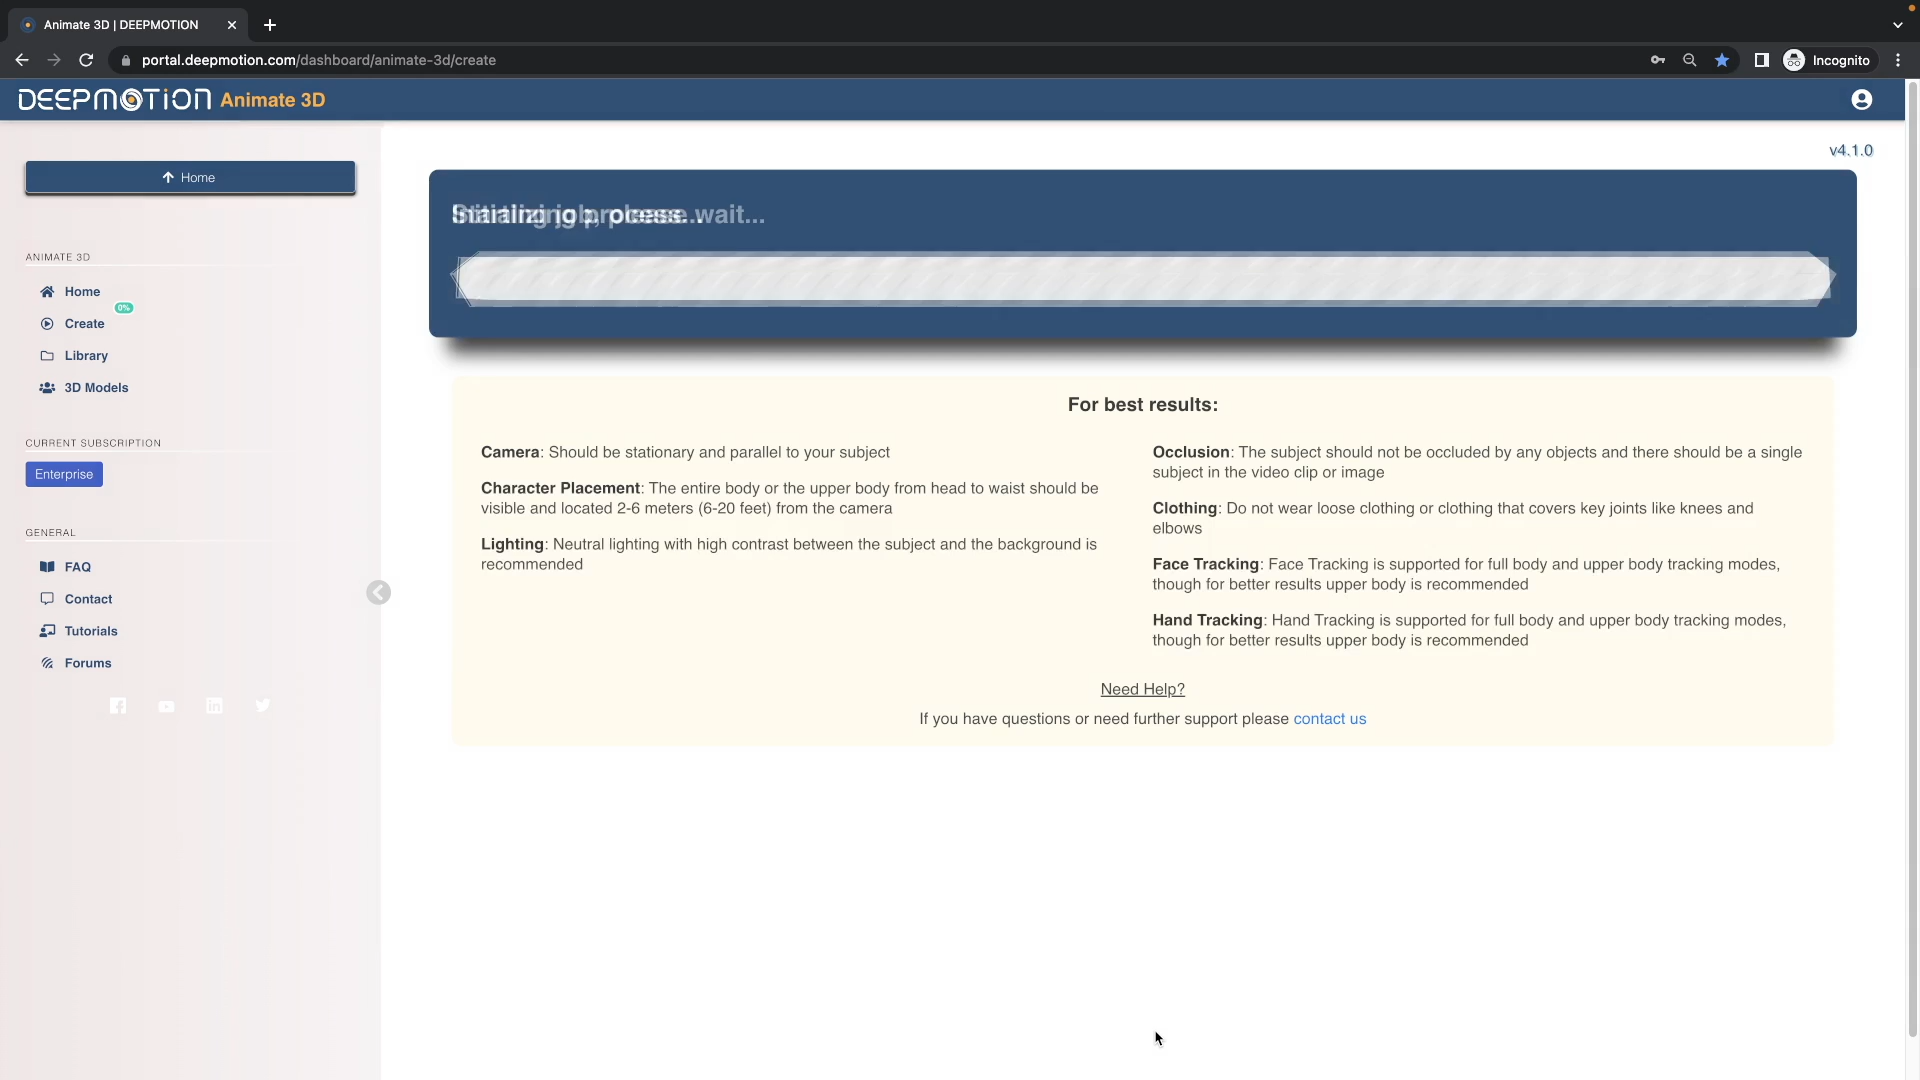 Animate 3D | DEEPMOTION
portal.deepmotion.com/dashboard/animate-3d/create
Incognito
DEEPMOTION Animate 3D
v4.1.0
Home
wait...
ANIMATE 3D
Home
0%
Create
Library
3D Models
CURRENT SUBSCRIPTION
Enterprise
GENERAL
FAQ
Contact
Tutorials
Forums
For best results:
Camera: Should be stationary and parallel to your subject
Character Placement: The entire body or the upper body from head to waist should be
visible and located 2-6 meters (6-20 feet) from the camera
Lighting: Neutral lighting with high contrast between the subject and the background is
recommended
Occlusion: The subject should not be occluded by any objects and there should be a single
subject in the video clip or image
Clothing: Do not wear loose clothing or clothing that covers key joints like knees and
elbows
Face Tracking: Face Tracking is supported for full body and upper body tracking modes,
though for better results upper body is recommended
Hand Tracking: Hand Tracking is supported for full body and upper body tracking modes,
though for better results upper body is recommended
Need Help?
If you have questions or need further support please contact us